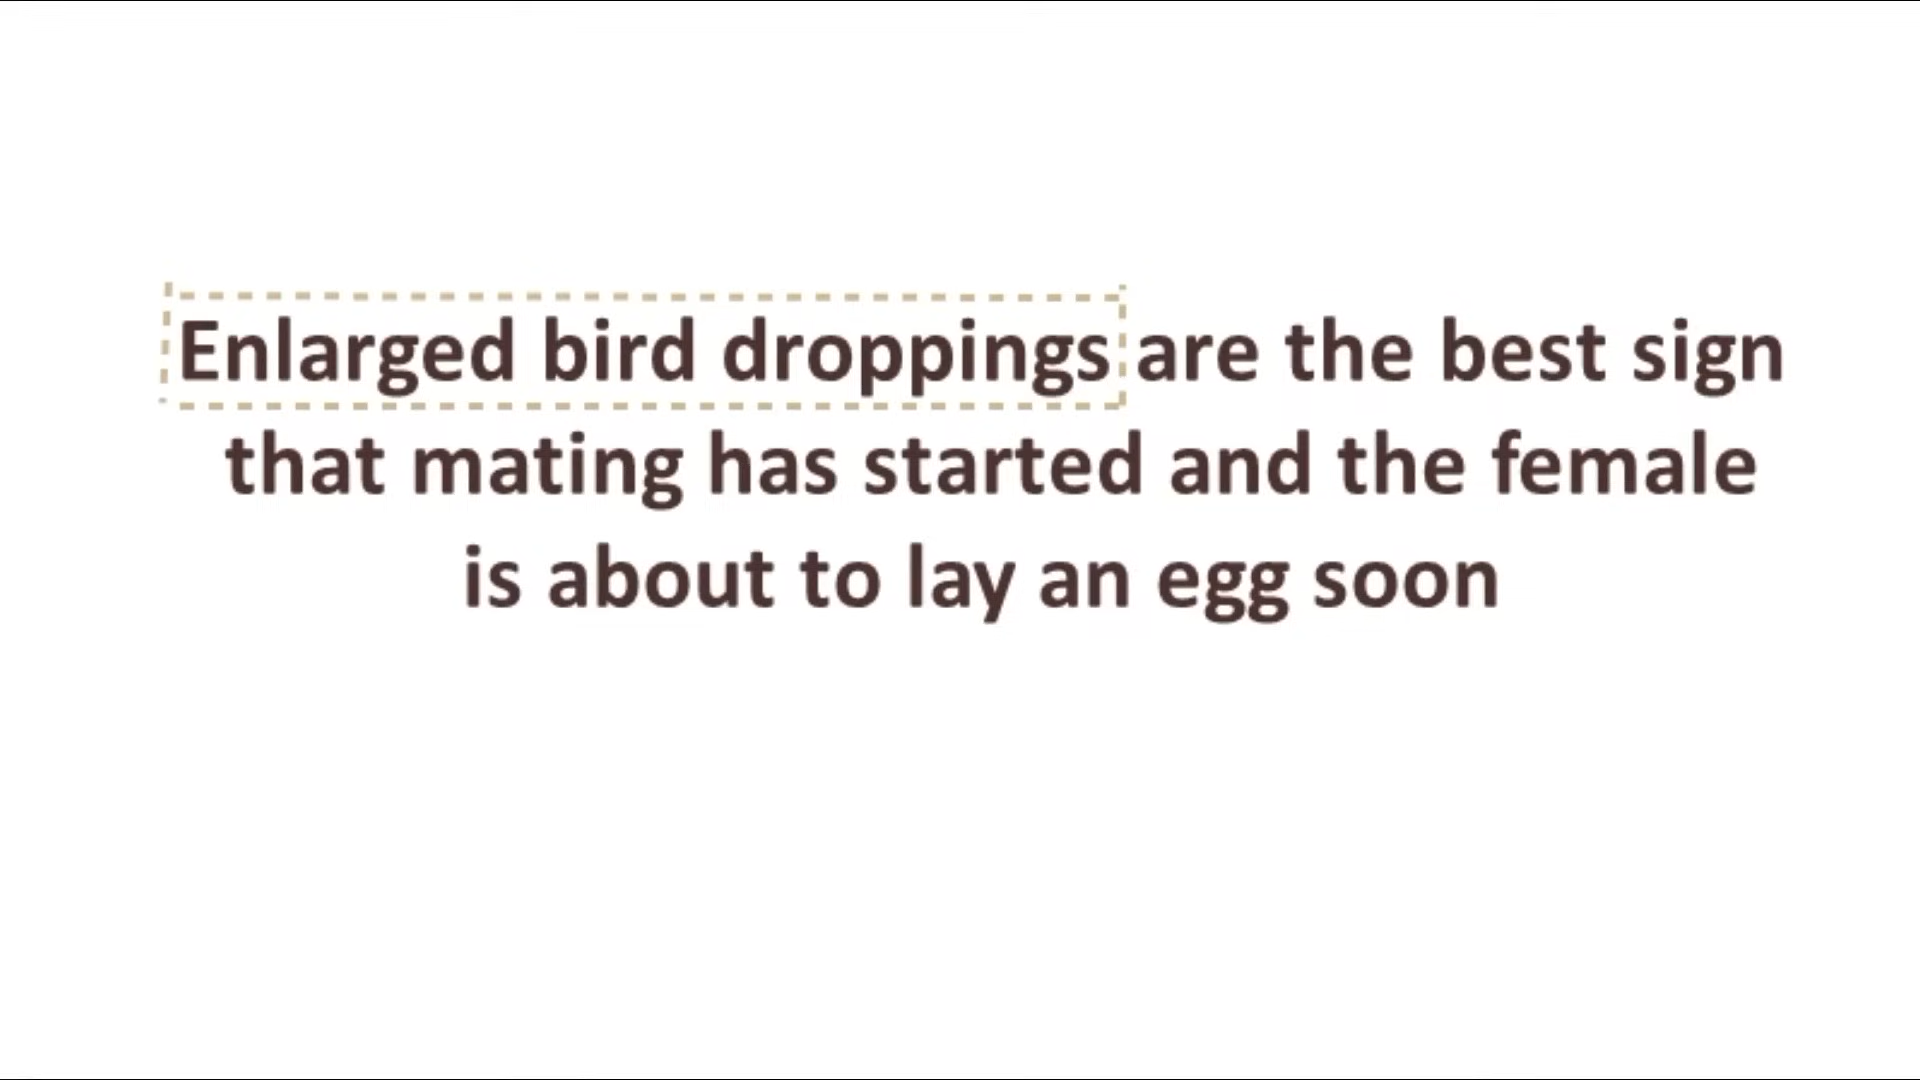 Enlarged bird droppings are the best sign
that mating has started and the female
is about to lay an egg soon